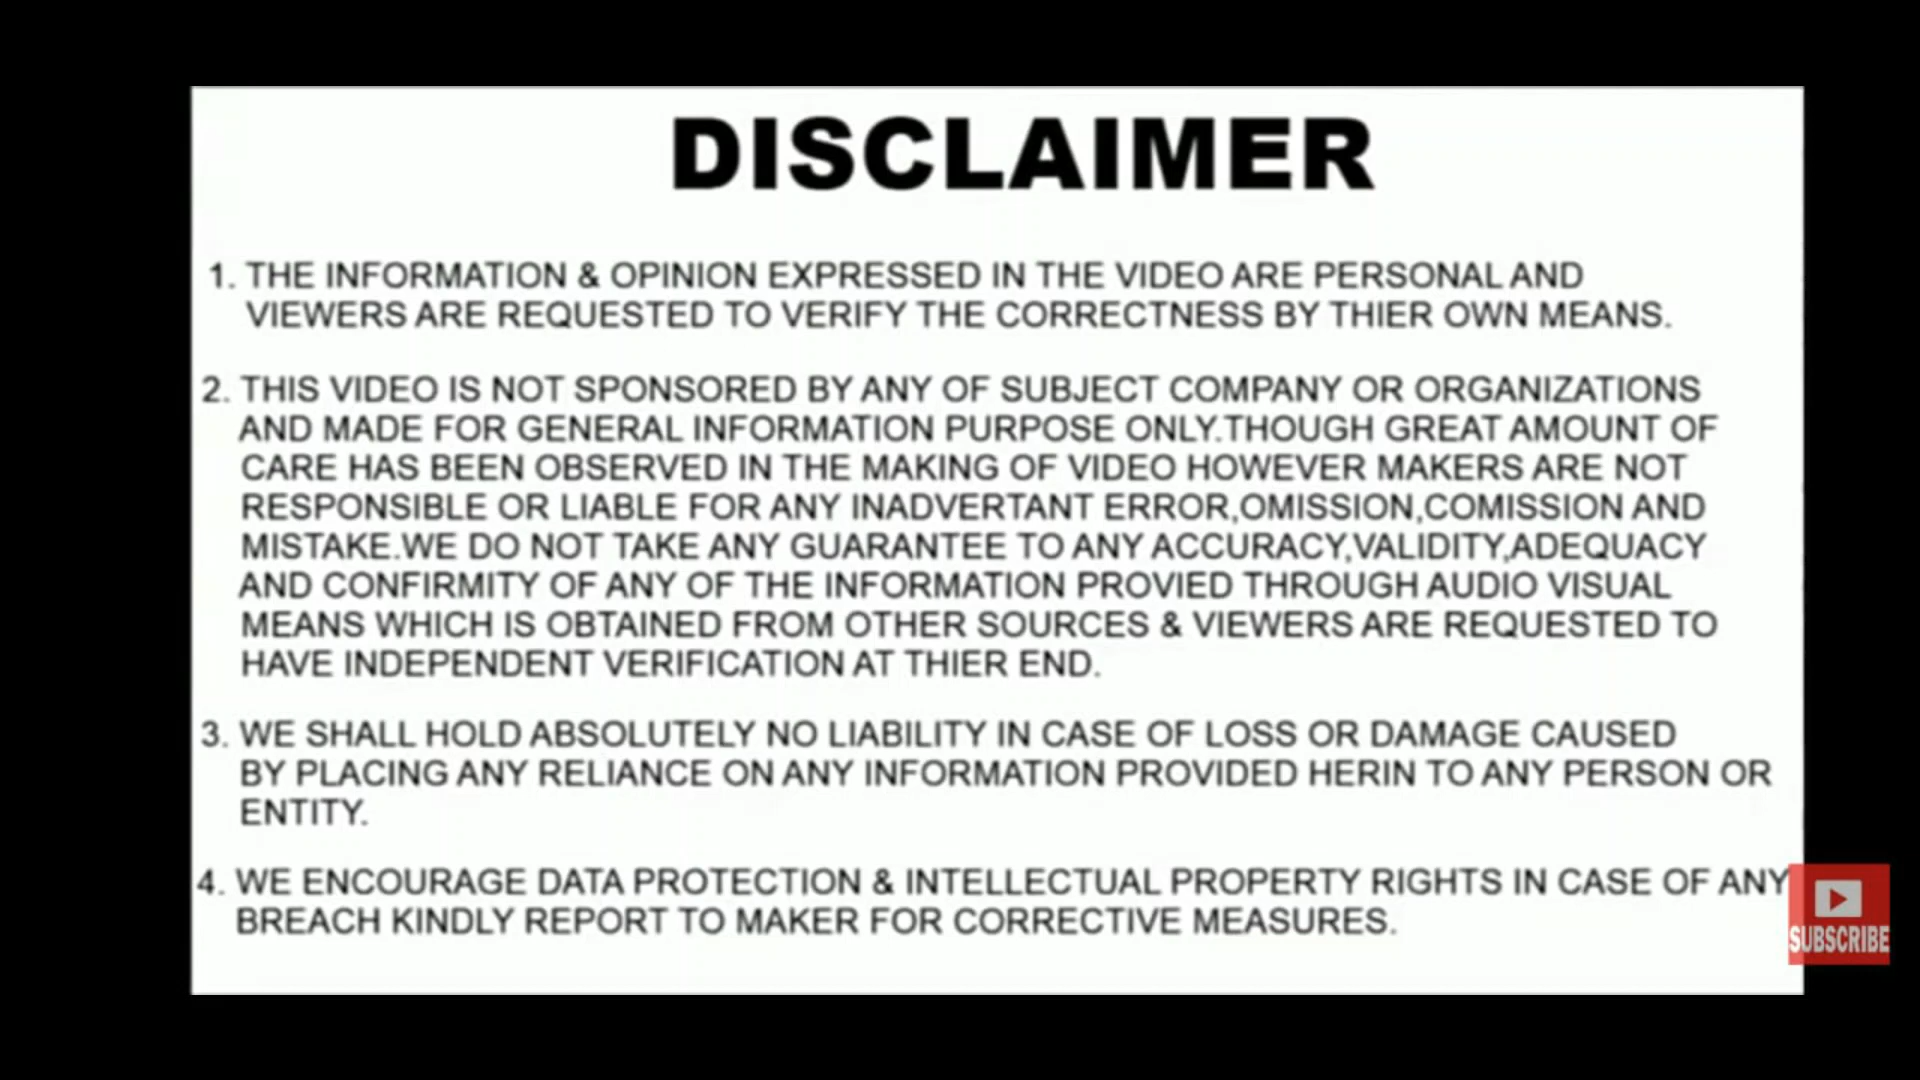 DISCLAIMER
1. THE INFORMATION & OPINION EXPRESSED IN THE VIDEO ARE PERSONAL AND
VIEWERS ARE REQUESTED TO VERIFY THE CORRECTNESS BY THIER OWN MEANS.
2. THIS VIDEO IS NOT SPONSORED BY ANY OF SUBJECT COMPANY OR ORGANIZATIONS
AND MADE FOR GENERAL INFORMATION PURPOSE ONLY.THOUGH GREAT AMOUNT OF
CARE HAS BEEN OBSERVED IN THE MAKING OF VIDEO HOWEVER MAKERS ARE NOT
RESPONSIBLE OR LIABLE FOR ANY INADVERTANT ERROR,OMISSION,COMISSION AND
MISTAKE.WE DO NOT TAKE ANY GUARANTEE TO ANY ACCURACY,VALIDITY,ADEQUACY
AND CONFIRMITY OF ANY OF THE INFORMATION PROVIED THROUGH AUDIO VISUAL
MEANS WHICH IS OBTAINED FROM OTHER SOURCES & VIEWERS ARE REQUESTED TO
HAVE INDEPENDENT VERIFICATION AT THIER END.
3. WE SHALL HOLD ABSOLUTELY NO LIABILITY IN CASE OF LOSS OR DAMAGE CAUSED
BY PLACING ANY RELIANCE ON ANY INFORMATION PROVIDED HERIN TO ANY PERSON OR
ENTITY.
4. WE ENCOURAGE DATA PROTECTION & INTELLECTUAL PROPERTY RIGHTS IN CASE OF ANY
BREACH KINDLY REPORT TO MAKER FOR CORRECTIVE MEASURES.
SUBSCRIBE